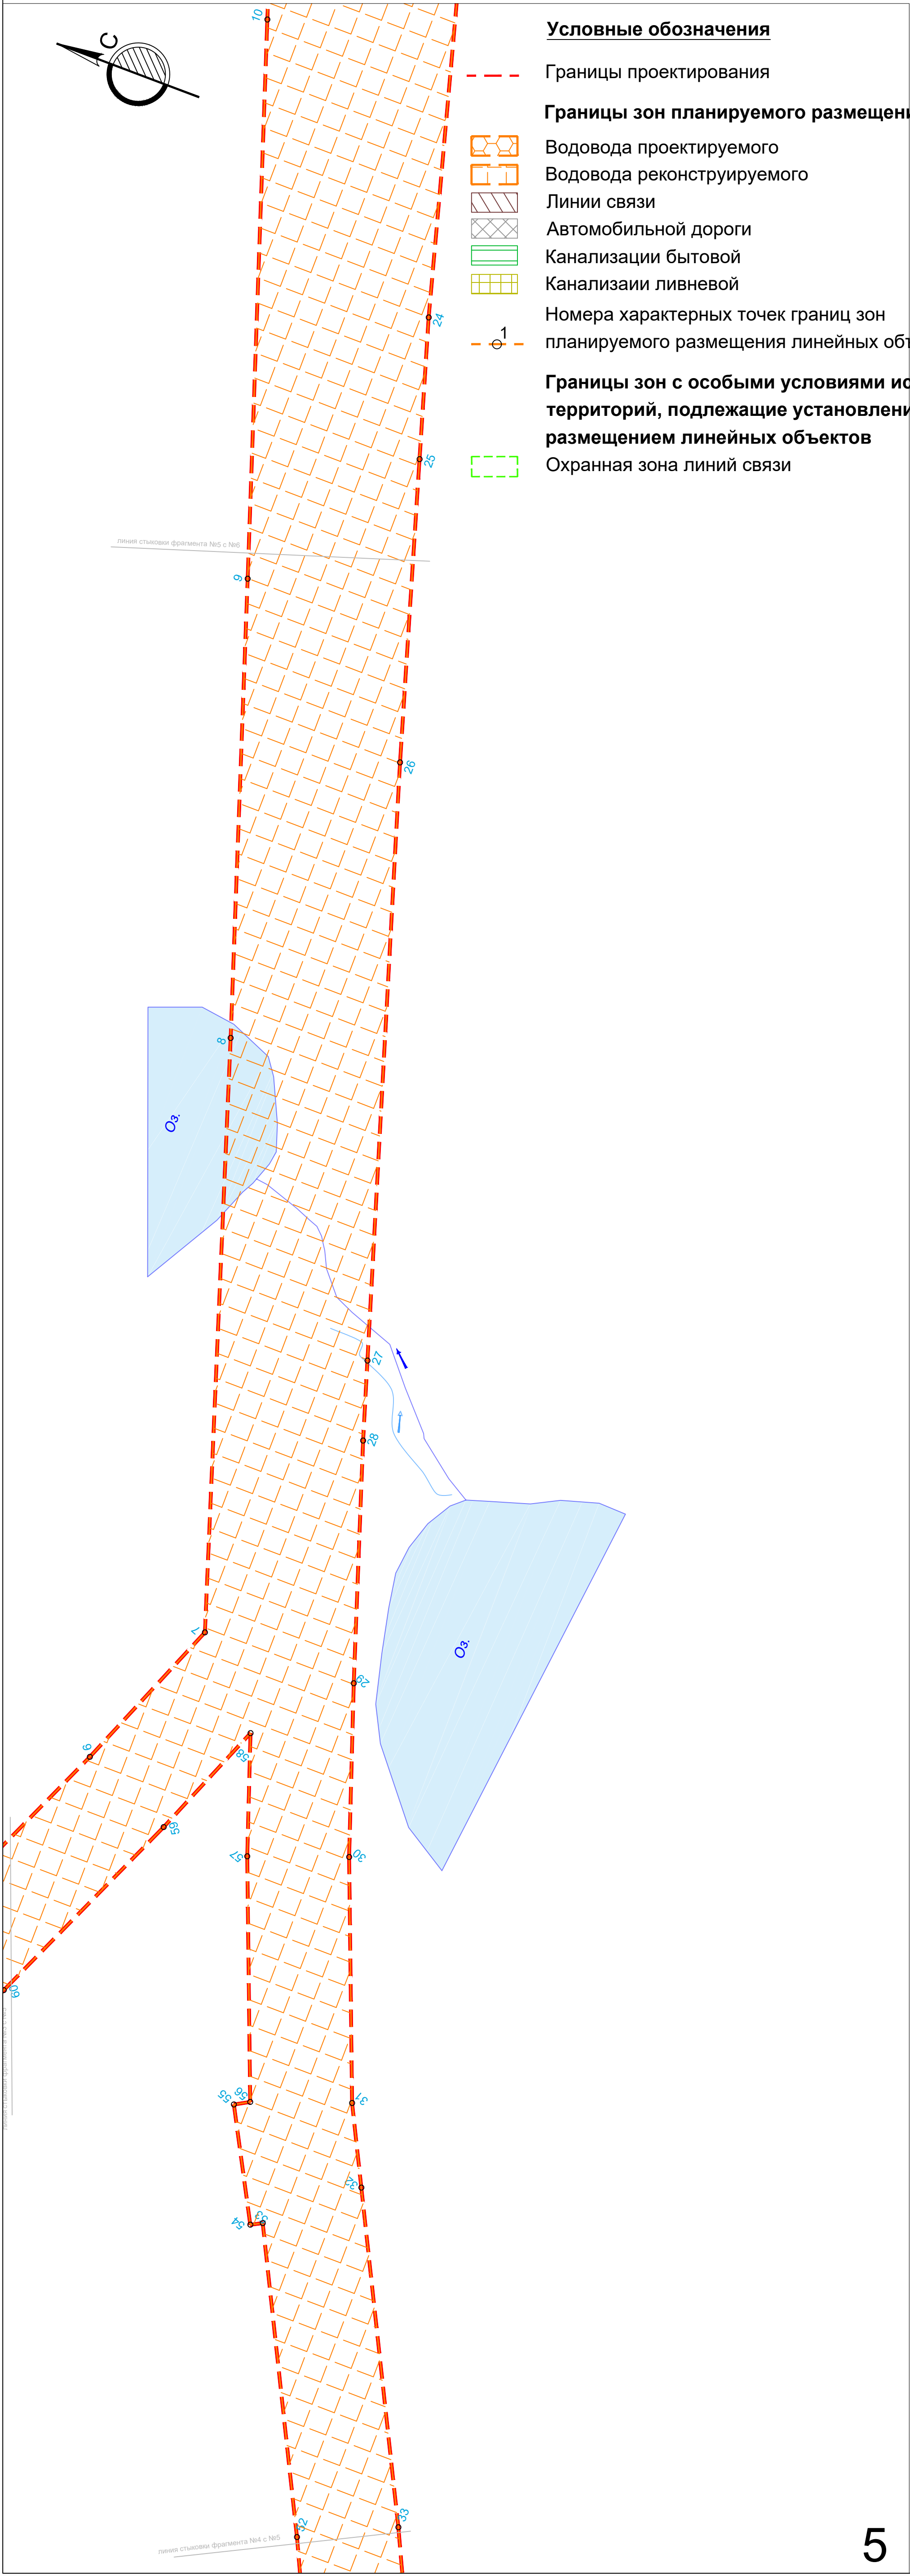 С
10
Условные обозначения
Границы проектирования
Границы зон планируемого размещени
Водовода проектируемого
Водовода реконструируемого
Линии связи
Автомобильной дороги
Канализации бытовой
Канализаии ливневой
Номера характерных точек границ зон
1
планируемого размещения линейных объ
Границы зон с особыми условиями ис
территорий, подлежащие установлени
размещением линейных объектов
Охранная зона линий связи
24
25
линия стыковки фрагмента №5 с №6
9
26
8
Оз.
27
28
7
Оз.
29
6
58
59
57
30
60
55
56
31
32
54
53
33
52
линия стыковки фрагмента №4 с №5
5